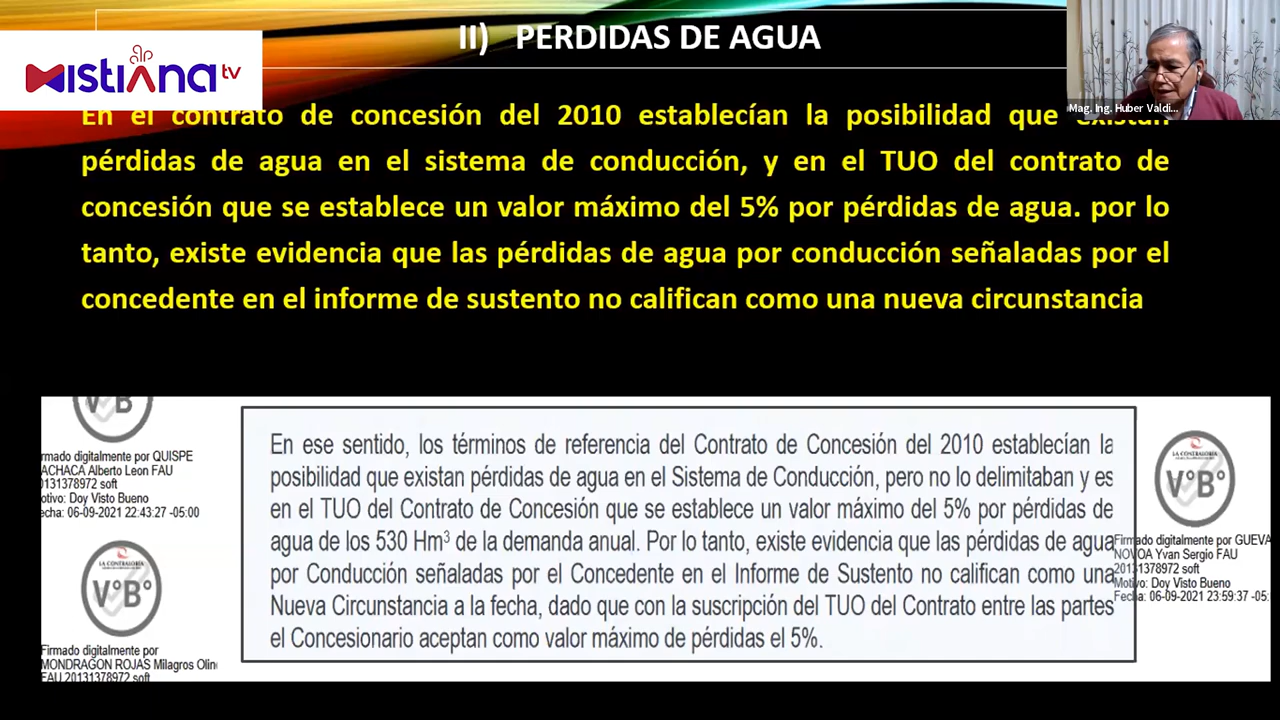 II) PERDIDAS DE AGUA
MISTIANA tv
Mag. Ing. Huber Valdi...
En el contrato de concesión del 2010 establecían la posibilidad que existan
pérdidas de agua en el sistema de conducción, y en el TUO del contrato de
concesión que se establece un valor máximo del 5% por pérdidas de agua. por lo
tanto, existe evidencia que las pérdidas de agua por conducción señaladas por el
concedente en el informe de sustento no califican como una nueva circunstancia
V°B°
rmado digitalmente por QUISPE
ACHACA Alberto Leon FAU
20131378972 soft
Motivo: Doy Visto Bueno
echa: 06-09-2021 22:43:27 -05:00
LA CONTRALORÍA
V°B°
Firmado digitalmente por
MONDRAGON ROJAS Milagros Olin
FAU 20131378972 soft
En ese sentido, los términos de referencia del Contrato de Concesión del 2010 establecían la
posibilidad que existan perdidas de agua en el Sistema de Conducción, pero no lo delimitaban y es
en el TUO del Contrato de Concesión que se establece un valor máximo del 5% por pérdidas de
agua de los 530 Hm³ de la demanda anual. Por lo tanto, existe evidencia que las pérdidas de agua
por Conducción señaladas por el Concedente en el Informe de Sustento no califican como una
Nueva Circunstancia a la fecha, dado que con la suscripción del TUO del Contrato entre las partes
el Concesionario aceptan como valor máximo de pérdidas el 5%.
LA CONTRALORÍA
V°B°
Firmado digitalmente por GUEVA
NOVOA Yvan Sergio FAU
20131378972 soft
Motivo: Doy Visto Bueno
Fecha: 06-09-2021 23:59:37 -05: